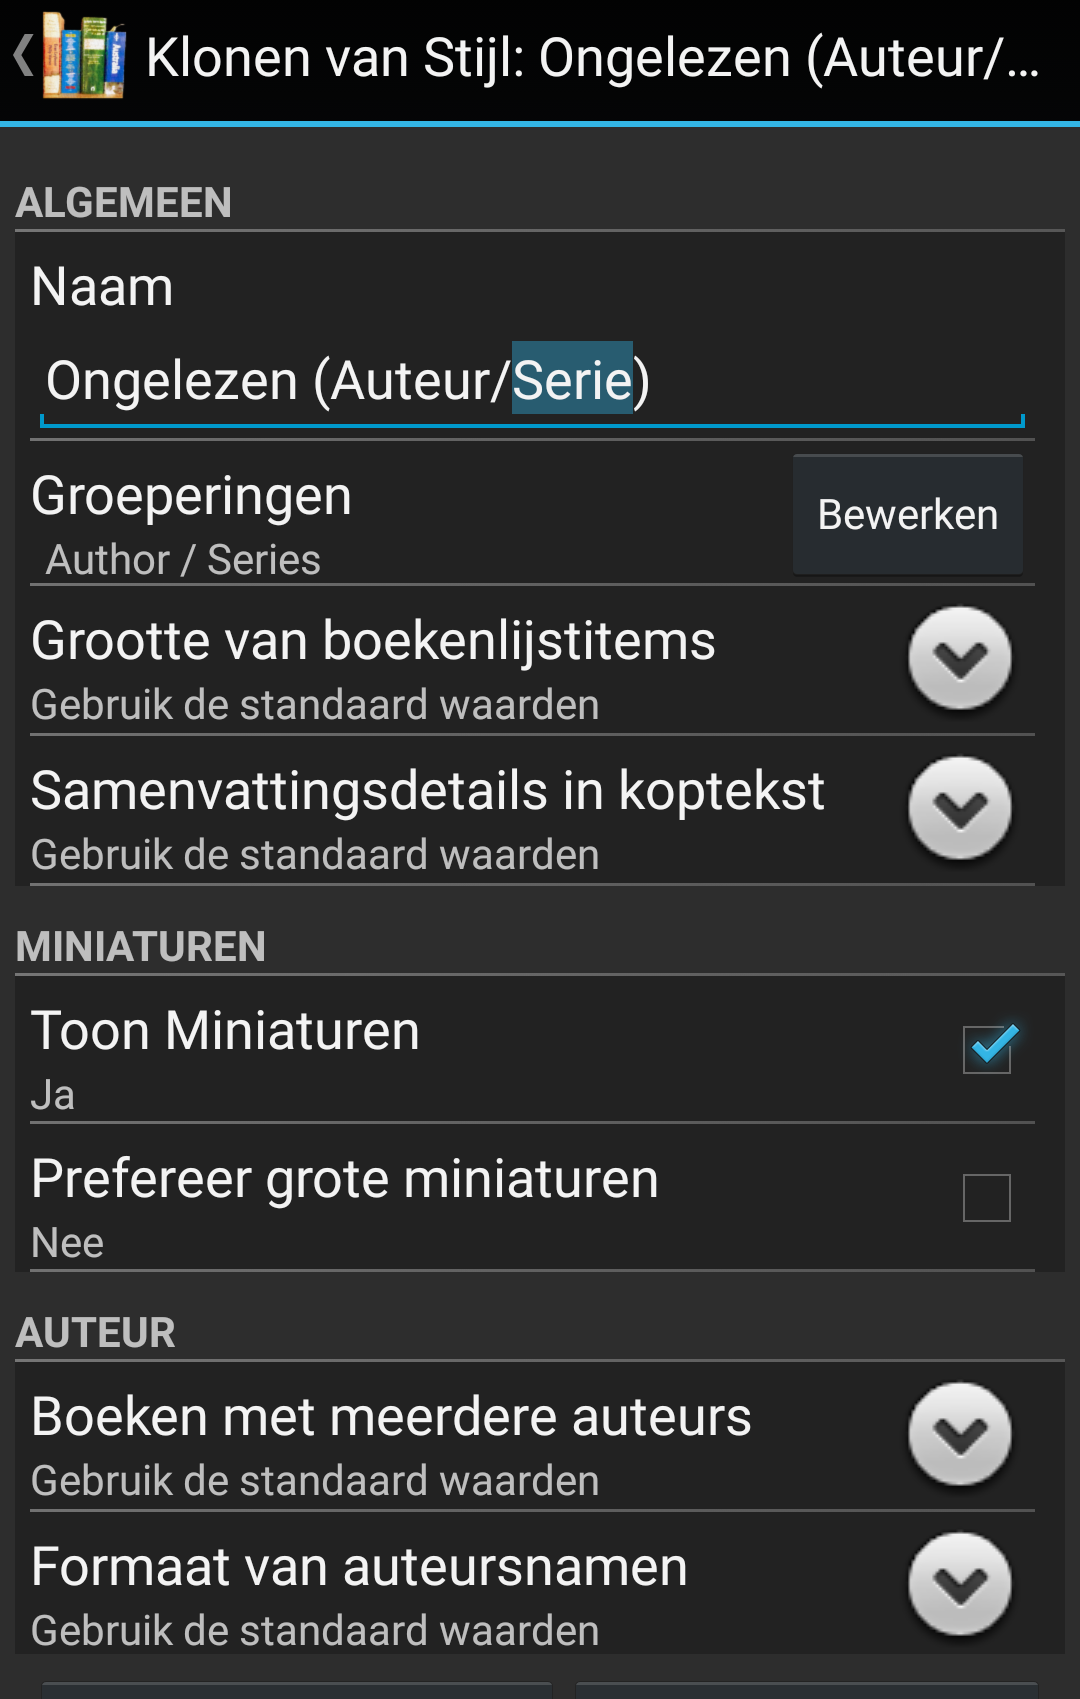 Klonen van Stijl: Ongelezen (Auteur/...
ALGEMEEN
Naam
Ongelezen (Auteur/Serie)
Groeperingen
Bewerken
Author / Series
Grootte van boekenlijstitems
Gebruik de standaard waarden
Samenvattingsdetails in koptekst
Gebruik de standaard waarden
MINIATUREN
Toon Miniaturen
Ja
Prefereer grote miniaturen
Nee
AUTEUR
Boeken met meerdere auteurs
Gebruik de standaard waarden
Formaat van auteursnamen
Gebruik de standaard waarden